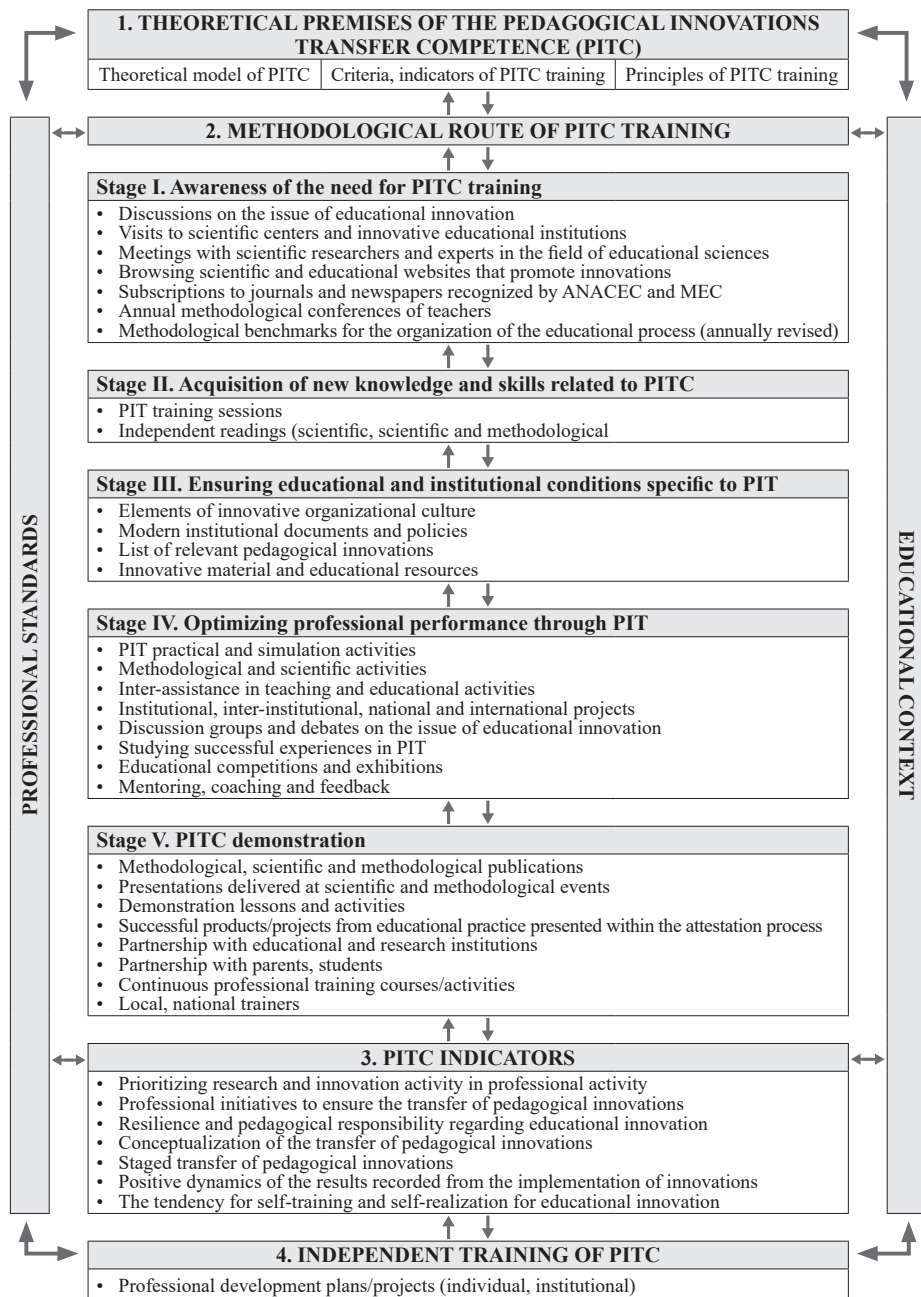 1. THEORETICAL PREMISES OF THE PEDAGOGICAL INNOVATIONS
TRANSFER COMPETENCE (PITC)
Theoretical model of PITC
Criteria, indicators of PITC training
Principles of PITC training
PROFESSIONAL STANDARDS
EDUCATIONAL CONTEXT
2. METHODOLOGICAL ROUTE OF PITC TRAINING
Stage I. Awareness of the need for PITC training
• Discussions on the issue of educational innovation
• Visits to scientific centers and innovative educational institutions
• Meetings with scientific researchers and experts in the field of educational sciences
• Browsing scientific and educational websites that promote innovations
• Subscriptions to journals and newspapers recognized by ANACEC and MEC
• Annual methodological conferences of teachers
• Methodological benchmarks for the organization of the educational process (annually revised)
Stage II. Acquisition of new knowledge and skills related to PITC
• PIT training sessions
• Independent readings (scientific, scientific and methodological
Stage III. Ensuring educational and institutional conditions specific to PIT
• Elements of innovative organizational culture
• Modern institutional documents and policies
• List of relevant pedagogical innovations
• Innovative material and educational resources
Stage IV. Optimizing professional performance through PIT
• PIT practical and simulation activities
• Methodological and scientific activities
• Inter-assistance in teaching and educational activities
• Institutional, inter-institutional, national and international projects
• Discussion groups and debates on the issue of educational innovation
• Studying successful experiences in PIT
• Educational competitions and exhibitions
• Mentoring, coaching and feedback
Stage V. PITC demonstration
• Methodological, scientific and methodological publications
• Presentations delivered at scientific and methodological events
• Demonstration lessons and activities
• Successful products/projects from educational practice presented within the attestation process
• Partnership with educational and research institutions
• Partnership with parents, students
• Continuous professional training courses/activities
• Local, national trainers
3. PITC INDICATORS
• Prioritizing research and innovation activity in professional activity
• Professional initiatives to ensure the transfer of pedagogical innovations
• Resilience and pedagogical responsibility regarding educational innovation
• Conceptualization of the transfer of pedagogical innovations
• Staged transfer of pedagogical innovations
• Positive dynamics of the results recorded from the implementation of innovations
• The tendency for self-training and self-realization for educational innovation
4. INDEPENDENT TRAINING OF PITC
• Professional development plans/projects (individual, institutional)